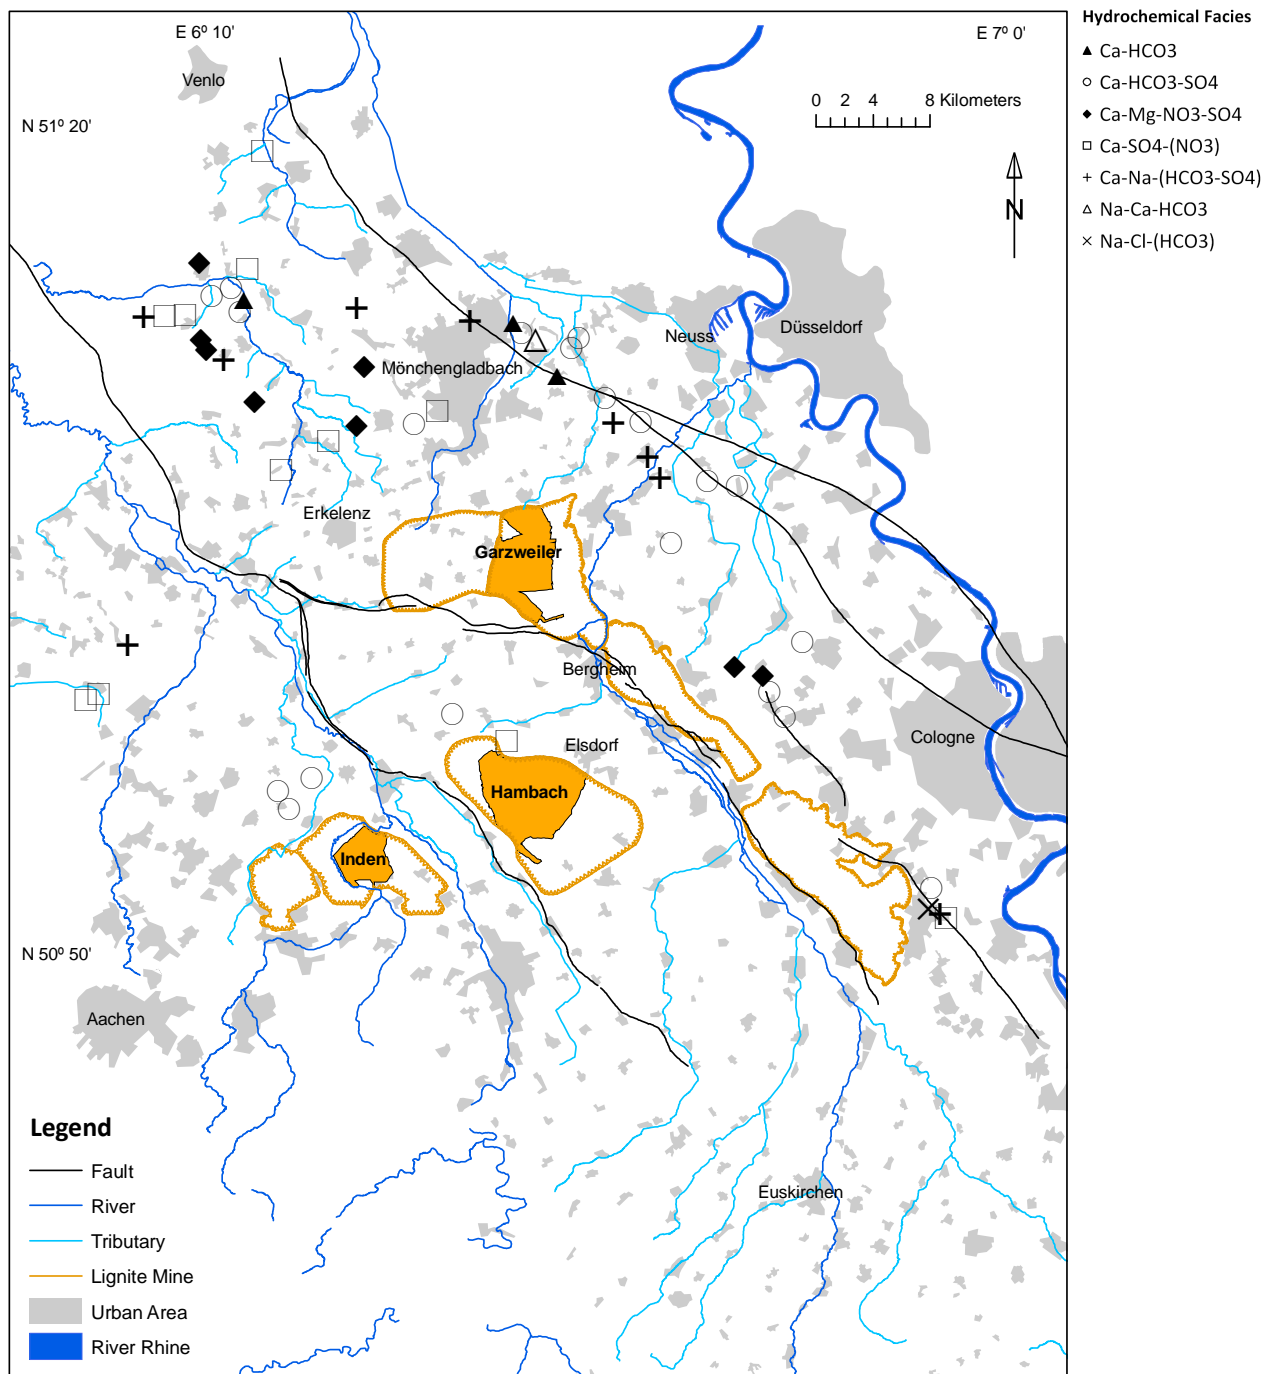 E 6º 10'
E 7º 0'
Venlo
N 51º 20'
0 2 4 8 Kilometers
N
Düsseldorf
Neuss
Mönchengladbach
Erkelenz
Garzweiler
Bergheim
Elsdorf
Cologne
Hambach
Inden
N 50º 50'
Aachen
Euskirchen
Legend
Fault
River
Tributary
Lignite Mine
Urban Area
River Rhine
Hydrochemical Facies
Ca-HCO3
Ca-HCO3-SO4
Ca-Mg-NO3-SO4
Ca-SO4-(NO3)
Ca-Na-(HCO3-SO4)
Na-Ca-HCO3
Na-Cl-(HCO3)